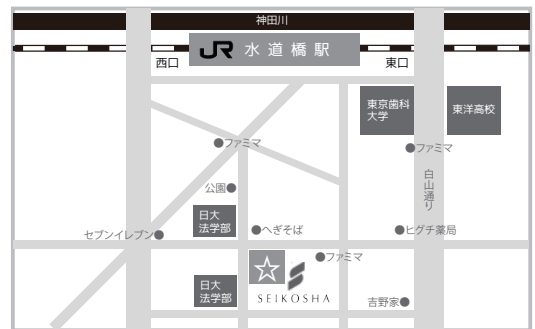 神田川
JR 水道橋駅
西口
東口
東京歯科
大学
東洋高校
ファミマ
ファミマ
白山通り
公園
日大
法学部
セブンイレブン
へぎそば
ヒグチ薬局
ファミマ
日大
法学部
SEIKOSHA
吉野家